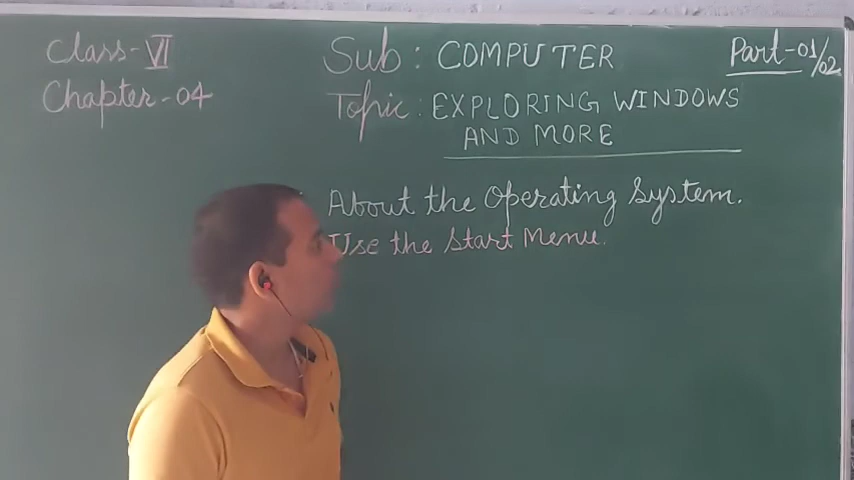 Class-VI
Chapter-04
Sub: COMPUTER
Part-01/02
Topic: EXPLORING WINDOWS
AND MORE
About the Operating System.
Use the Start Menu.